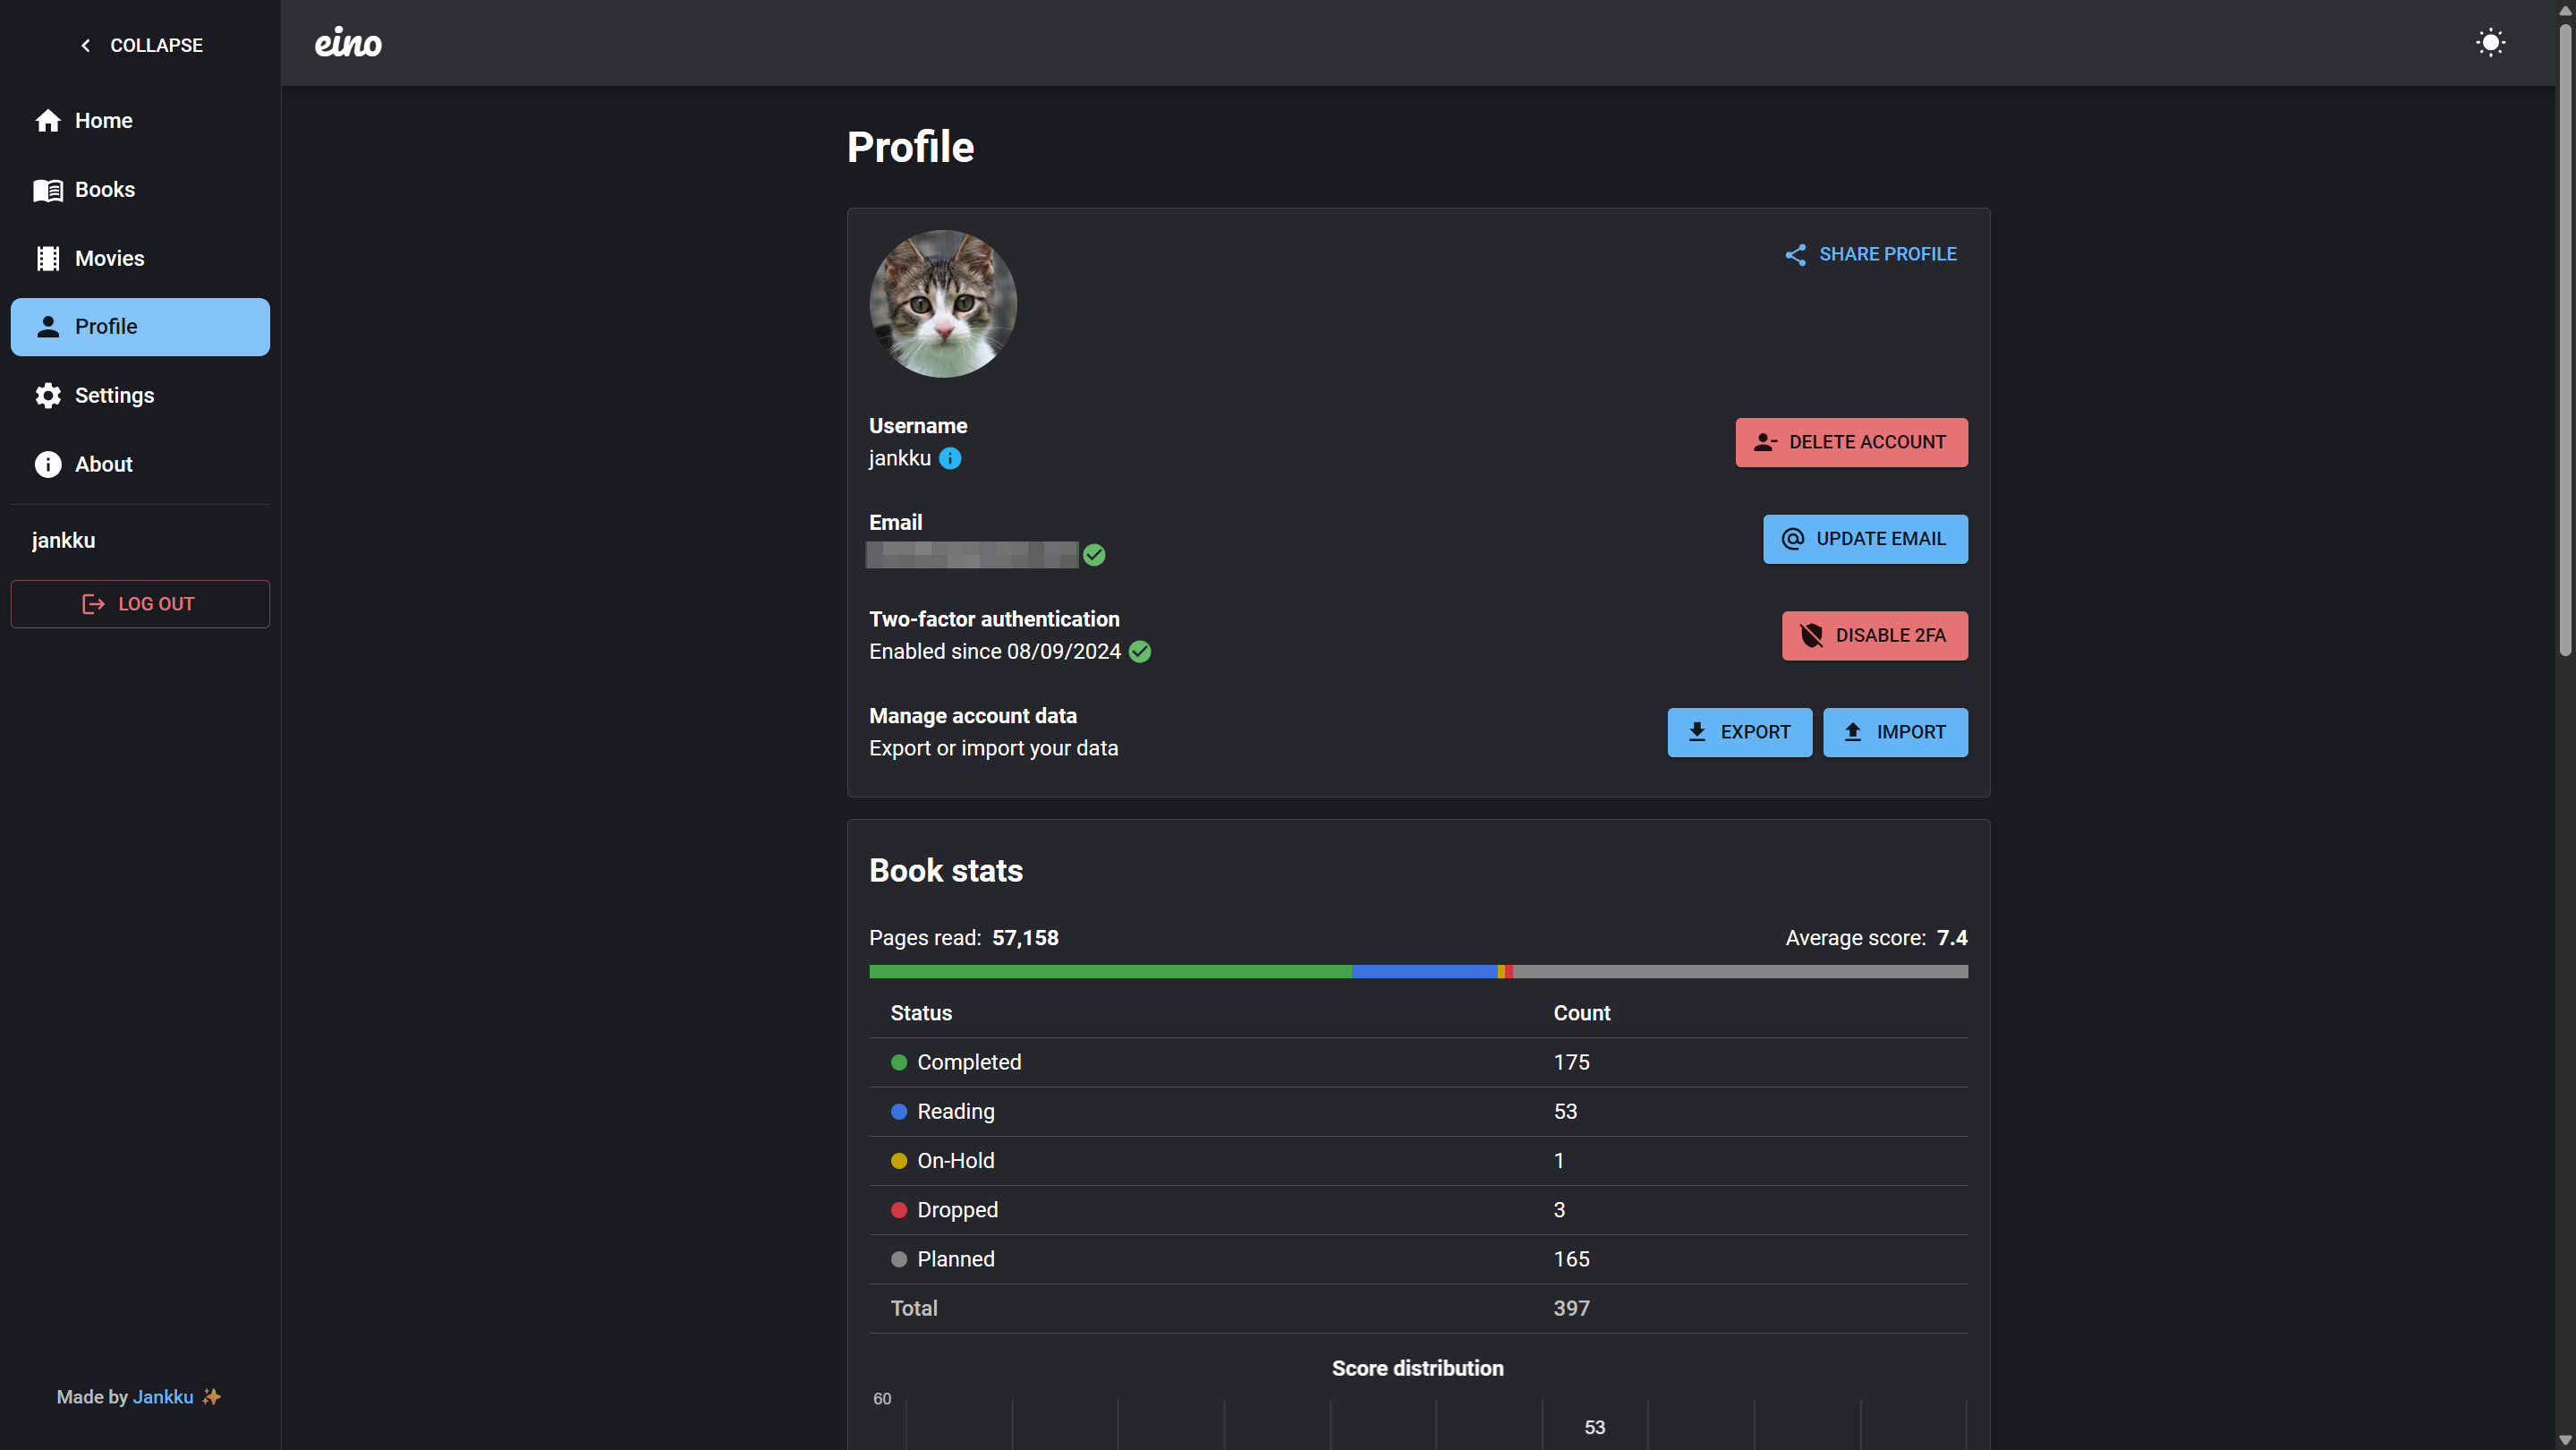 COLLAPSE
Home
Books
Movies
Profile
Settings
About
jankku
LOG OUT
Made by Jankku ✨
eino
Profile
SHARE PROFILE
Username
jankku
DELETE ACCOUNT
Email
UPDATE EMAIL
Two-factor authentication
Enabled since 08/09/2024
DISABLE 2FA
Manage account data
Export or import your data
EXPORT IMPORT
Book stats
Pages read: 57,158 Average score: 7.4
Status Count
Completed 175
Reading 53
On-Hold 1
Dropped 3
Planned 165
Total 397
Score distribution
60
53